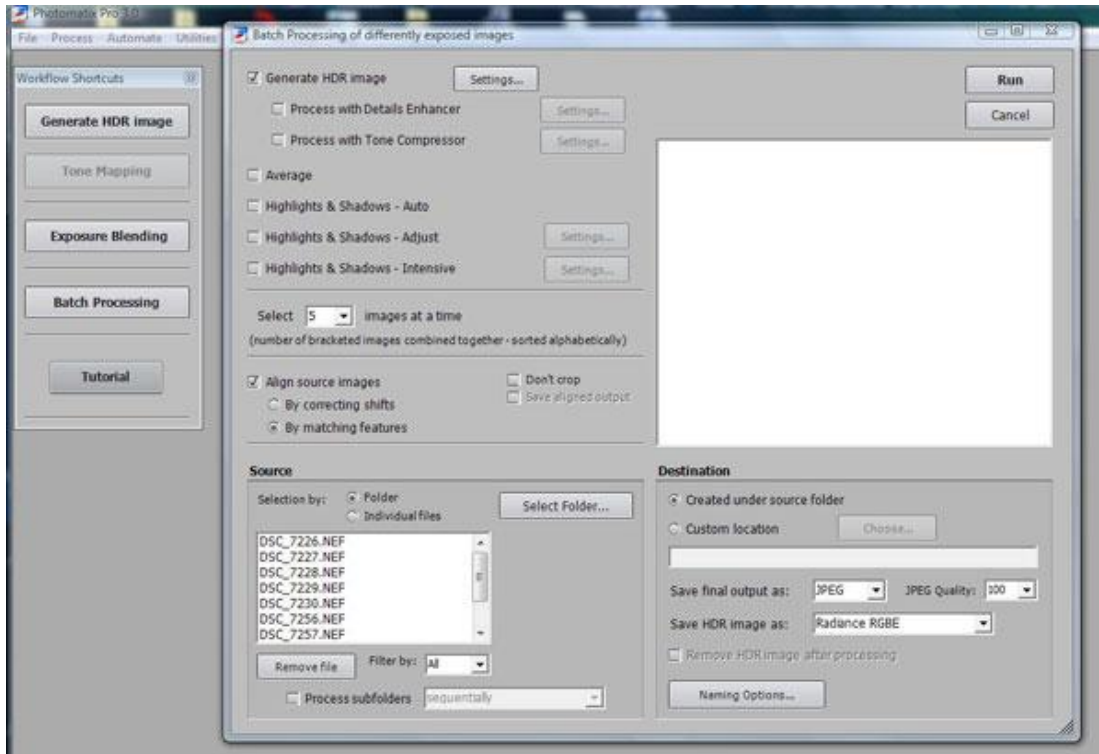 Photomatix Pro 3.0
File Process Automate Utilities
Workflow Shortcuts
Generate HDR image
Tone Mapping
Exposure Blending
Batch Processing
Tutorial
Batch Processing of differently exposed images
Generate HDR image Settings...
Process with Details Enhancer Settings...
Process with Tone Compressor Settings...
Average
Highlights & Shadows - Auto
Highlights & Shadows - Adjust Settings...
Highlights & Shadows - Intensive Settings...
Select 5 images at a time
(number of bracketed images combined together - sorted alphabetically)
Align source images Don't crop
By correcting shifts Save aligned output
By matching features
Run
Cancel
Source
Selection by: Folder Select Folder...
Individual files
DSC_7226.NEF
DSC_7227.NEF
DSC_7228.NEF
DSC_7229.NEF
DSC_7230.NEF
DSC_7256.NEF
DSC_7257.NEF
Remove file Filter by: All
Process subfolders sequentially
Destination
Created under source folder
Custom location Choose...
Save final output as: JPEG JPEG Quality: 100
Save HDR image as: Radiance RGBE
Remove HDR image after processing
Naming Options...